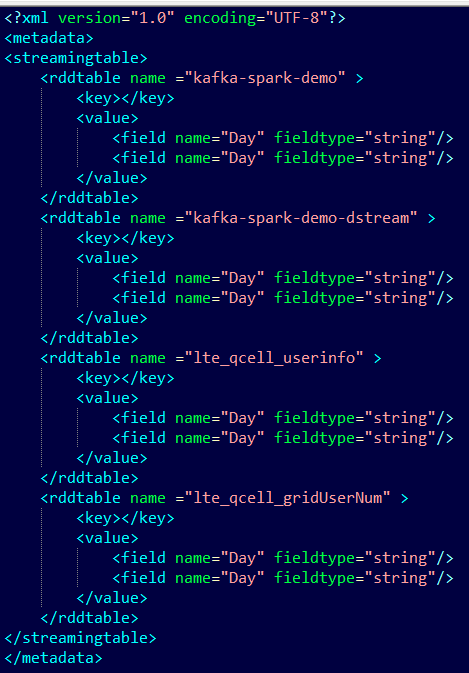 <?xml version="1.0" encoding="UTF-8"?>
<metadata>
<streamingtable>
    <rddtable name ="kafka-spark-demo" >
        <key></key>
        <value>
            <field name="Day" fieldtype="string"/>
            <field name="Day" fieldtype="string"/>
        </value>
    </rddtable>
    <rddtable name ="kafka-spark-demo-dstream" >
        <key></key>
        <value>
            <field name="Day" fieldtype="string"/>
            <field name="Day" fieldtype="string"/>
        </value>
    </rddtable>
    <rddtable name ="lte_qcell_userinfo" >
        <key></key>
        <value>
            <field name="Day" fieldtype="string"/>
            <field name="Day" fieldtype="string"/>
        </value>
    </rddtable>
    <rddtable name ="lte_qcell_gridUserNum" >
        <key></key>
        <value>
            <field name="Day" fieldtype="string"/>
            <field name="Day" fieldtype="string"/>
        </value>
    </rddtable>
</streamingtable>
</metadata>